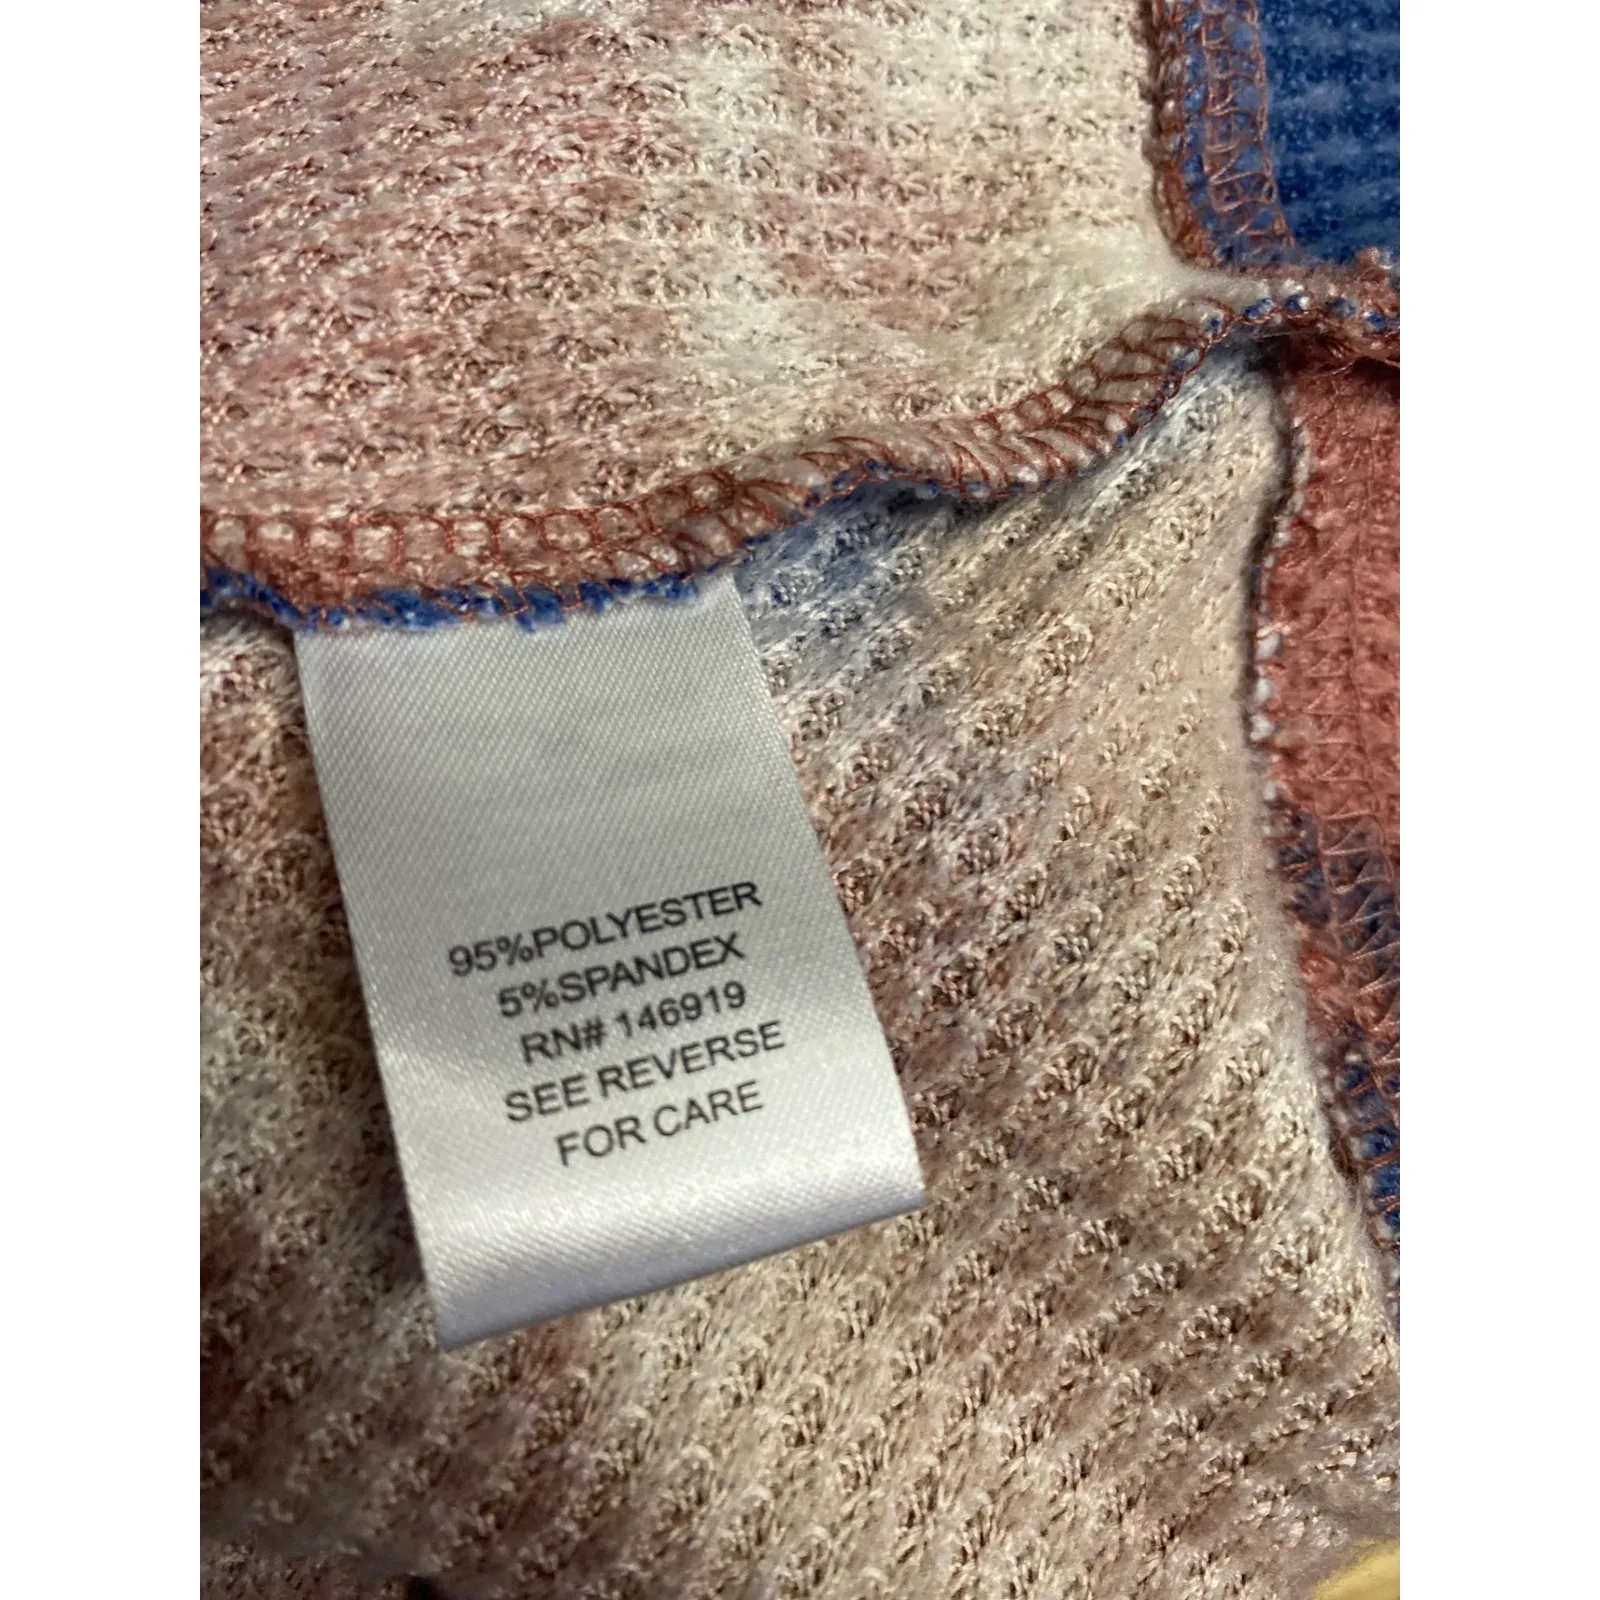 95%POLYESTER
5%SPANDEX
RN# 146919
SEE REVERSE
FOR CARE